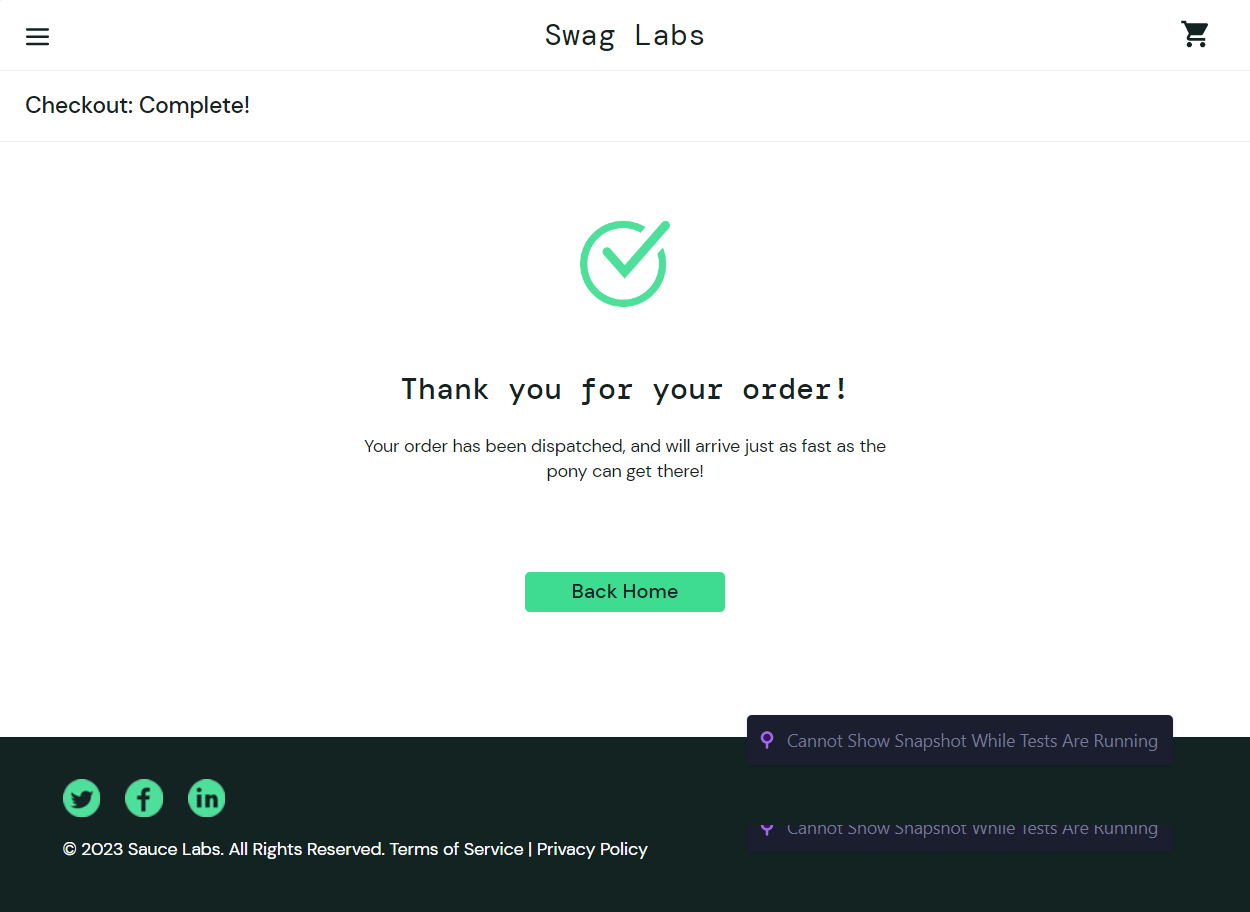 Swag Labs
Checkout: Complete!
Thank you for your order!
Your order has been dispatched, and will arrive just as fast as the
pony can get there!
Back Home
Cannot Show Snapshot While Tests Are Running
Cannot Show Snapshot While Tests Are Running
© 2023 Sauce Labs. All Rights Reserved. Terms of Service | Privacy Policy